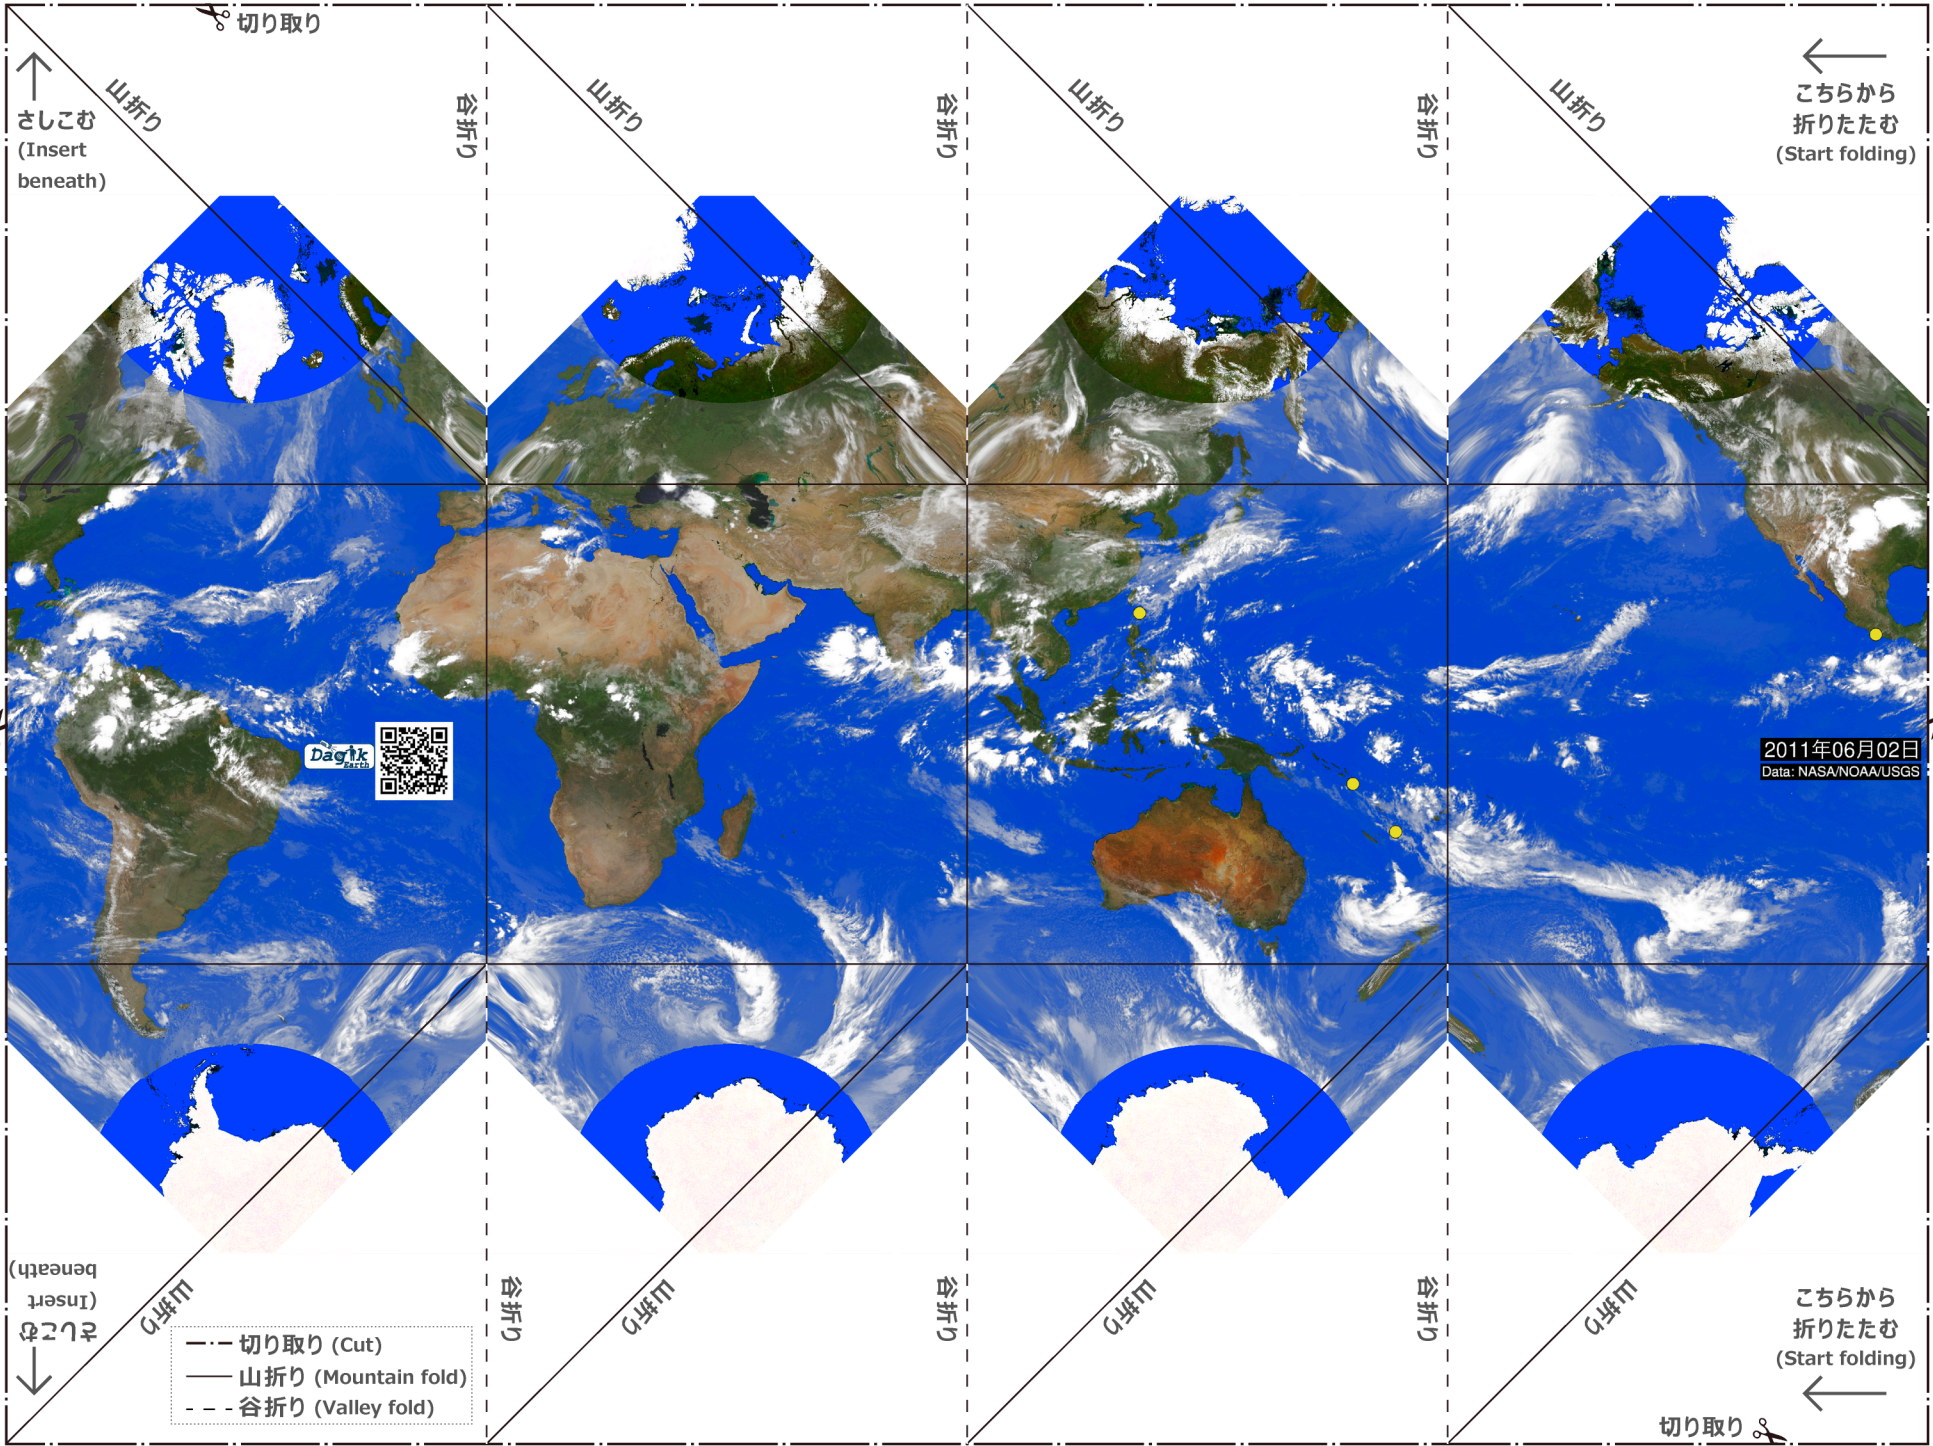 切り取り
山折り
谷折り
山折り
谷折り
山折り
谷折り
山折り
さしこむ
(Insert
beneath)
こちらから
折りたたむ
(Start folding)
Dagik
Earth
2011年06月02日
Data: NASA/NOAA/USGS
さしこむ
(Insert
beneath)
山折り
谷折り
山折り
谷折り
山折り
谷折り
山折り
こちらから
折りたたむ
(Start folding)
切り取り (Cut)
山折り (Mountain fold)
谷折り (Valley fold)
切り取り